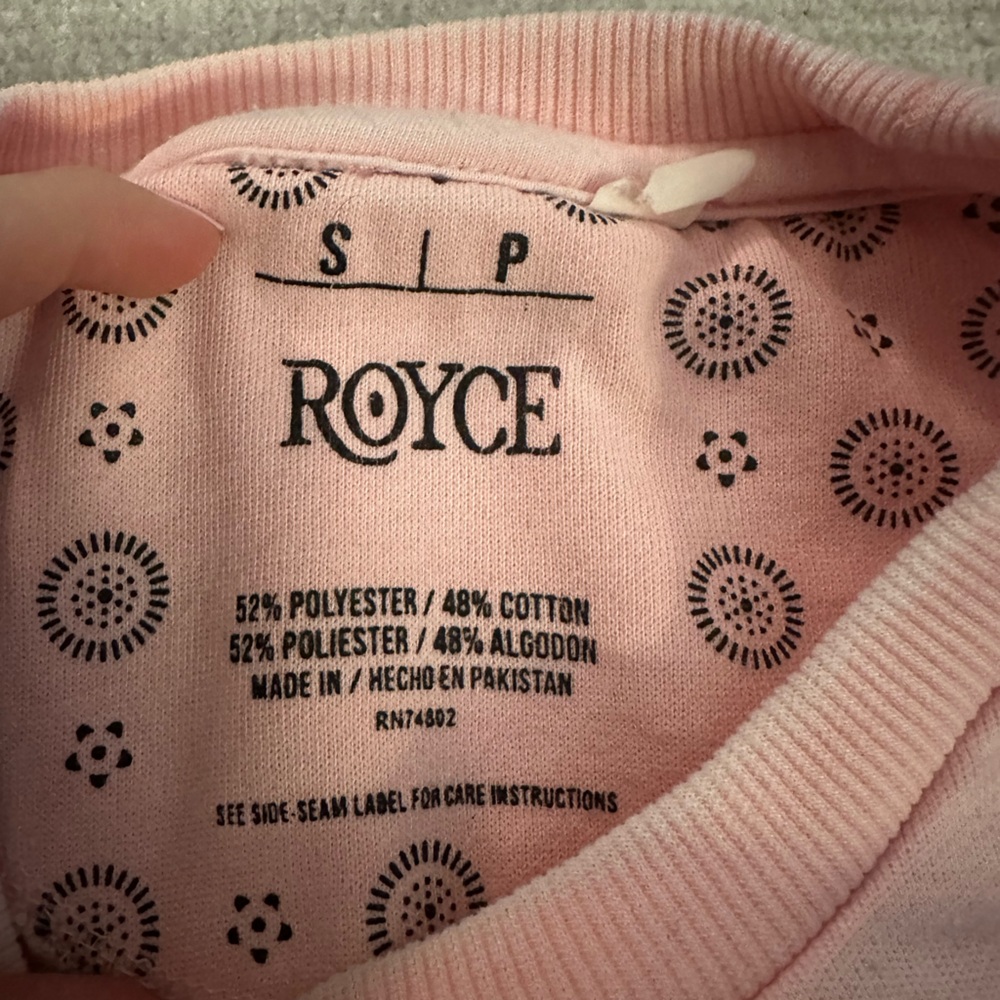 S | P
ROYCE
52% POLYESTER / 48% COTTON
52% POLIESTER / 48% ALGODON
MADE IN / HECHO EN PAKISTAN
RN74802
SEE SIDE-SEAM LABEL FOR CARE INSTRUCTIONS